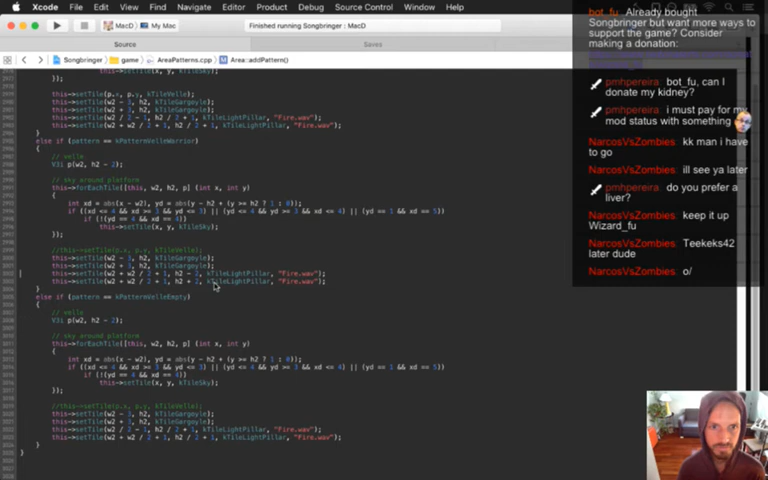 Xcode File Edit View Find Navigate Editor Product Debug Source Control Window Help
MacD My Mac Finished running Songbringer : MacD
Source Saves
Songbringer game AreaPatterns.cpp Area::addPattern()
this->setTile(x, y, kTileSky);
});
this->setTile(p.x, p.y, kTileVelle);
this->setTile(w2 - 3, h2, kTileGargoyle);
this->setTile(w2 + 3, h2, kTileGargoyle);
this->setTile(w2 / 2 - 1, h2 / 2 + 1, kTileLightPillar, "Fire.wav");
this->setTile(w2 + w2 / 2 + 1, h2 / 2 + 1, kTileLightPillar, "Fire.wav");
}
else if (pattern == kPatternVelleWarrior)
{
// velle
V3i p(w2, h2 - 2);
// sky around platform
this->forEachTile([this, w2, h2, p] (int x, int y)
{
int xd = abs(x - w2), yd = abs(y - h2 + (y >= h2 ? 1 : 0));
if ((xd <= 4 && xd >= 3 && yd <= 3) || (yd <= 4 && yd >= 3 && xd <= 4) || (yd == 1 && xd == 5))
if (!(yd == 4 && xd == 4))
this->setTile(x, y, kTileSky);
});
//this->setTile(p.x, p.y, kTileVelle);
this->setTile(w2 - 3, h2, kTileGargoyle);
this->setTile(w2 + 3, h2, kTileGargoyle);
this->setTile(w2 + w2 / 2 + 1, h2 - 2, kTileLightPillar, "Fire.wav");
this->setTile(w2 + w2 / 2 + 1, h2 + 2, kTileLightPillar, "Fire.wav");
}
else if (pattern == kPatternVelleEmpty)
{
// velle
V3i p(w2, h2 - 2);
// sky around platform
this->forEachTile([this, w2, h2, p] (int x, int y)
{
int xd = abs(x - w2), yd = abs(y - h2 + (y >= h2 ? 1 : 0));
if ((xd <= 4 && xd >= 3 && yd <= 3) || (yd <= 4 && yd >= 3 && xd <= 4) || (yd == 1 && xd == 5))
if (!(yd == 4 && xd == 4))
this->setTile(x, y, kTileSky);
});
//this->setTile(p.x, p.y, kTileVelle);
this->setTile(w2 - 3, h2, kTileGargoyle);
this->setTile(w2 + 3, h2, kTileGargoyle);
this->setTile(w2 / 2 - 1, h2 / 2 + 1, kTileLightPillar, "Fire.wav");
this->setTile(w2 + w2 / 2 + 1, h2 / 2 + 1, kTileLightPillar, "Fire.wav");
}
}
bot_fu: Already bought
Songbringer but want more ways to
support the game? Consider
making a donation:
pmhpereira: bot_fu, can I
donate my kidney?
pmhpereira: i must pay for my
mod status with something
NarcosVsZombies: kk man i have
to go
NarcosVsZombies: ill see ya later
pmhpereira: do you prefer a
liver?
NarcosVsZombies: keep it up
Wizard_fu
NarcosVsZombies: Teekeks42
later dude
NarcosVsZombies: o/